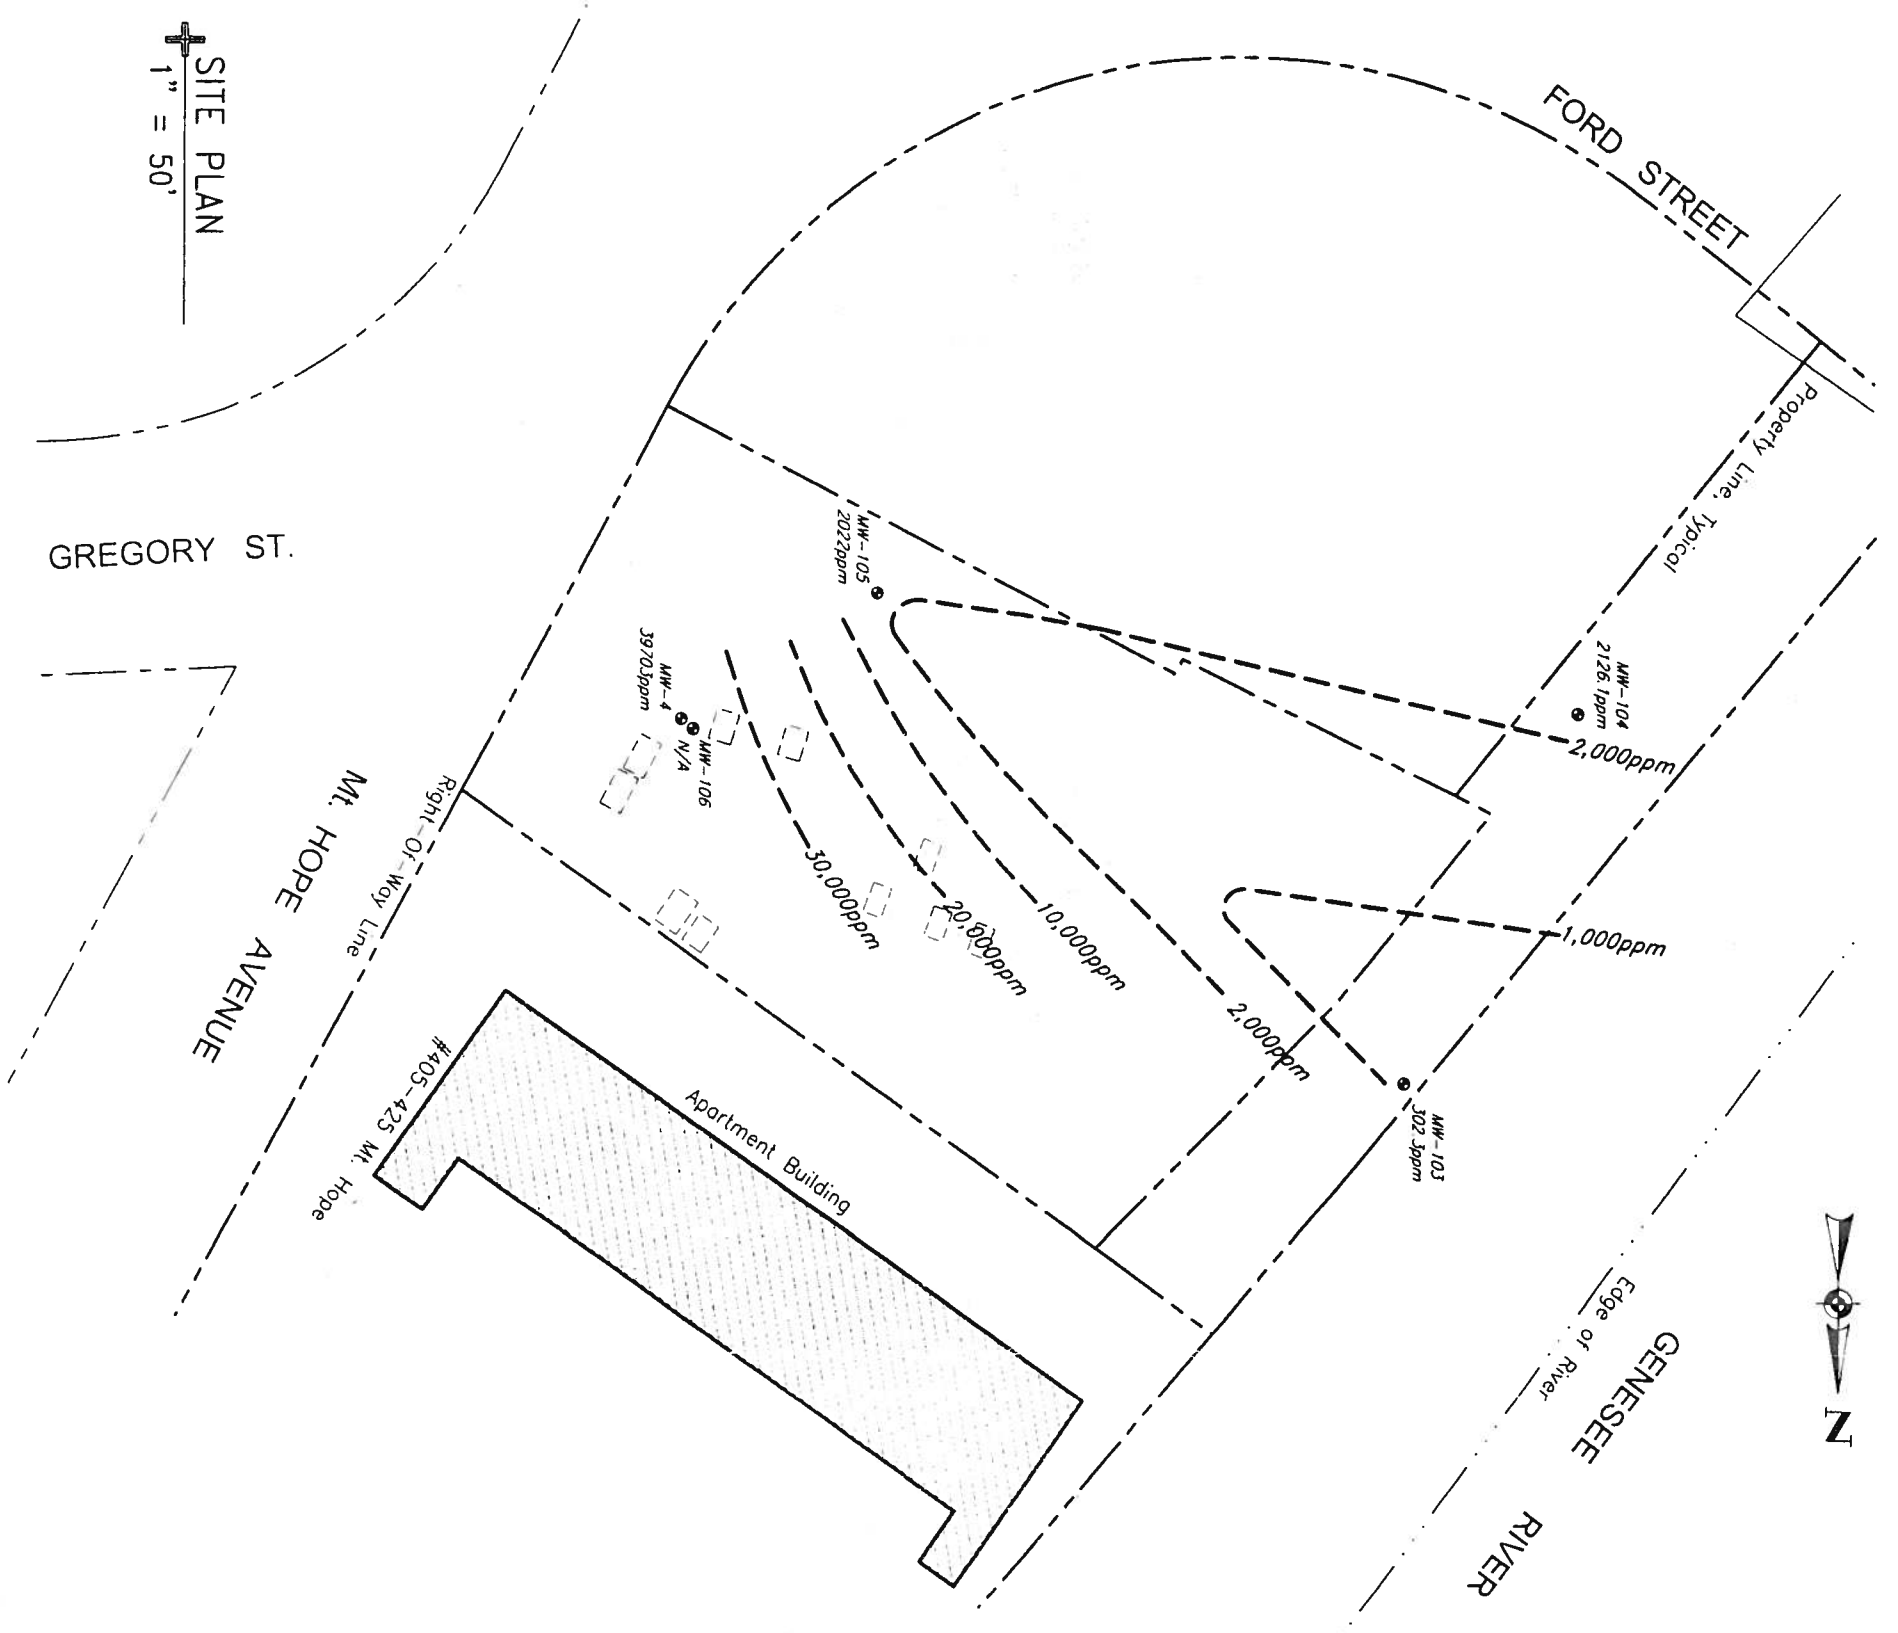 SITE PLAN
1" = 50'
FORD STREET
Property Line, Typical
GREGORY ST.
MW-105
2022ppm
MW-104
2126.1ppm
2,000ppm
MW-4
39703ppm
MW-106
N/A
30,000ppm
20,000ppm
10,000ppm
2,000ppm
1,000ppm
MW-103
302.3ppm
Right-Of-Way Line
Mt. HOPE AVENUE
#405-425 Mt. Hope
Apartment Building
Edge of River
GENESEE RIVER
N